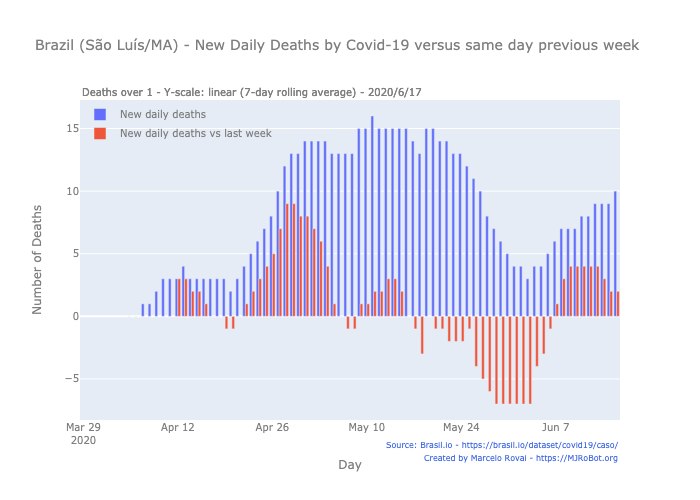 Brazil (São Luís/MA) - New Daily Deaths by Covid-19 versus same day previous week
Deaths over 1 - Y-scale: linear (7-day rolling average) - 2020/6/17
New daily deaths
New daily deaths vs last week
15
10
5
0
−5
Number of Deaths
Mar 29
2020
Apr 12
Apr 26
May 10
May 24
Jun 7
Day
Source: Brasil.io - https://brasil.io/dataset/covid19/caso/
Created by Marcelo Rovai - https://MJRoBot.org